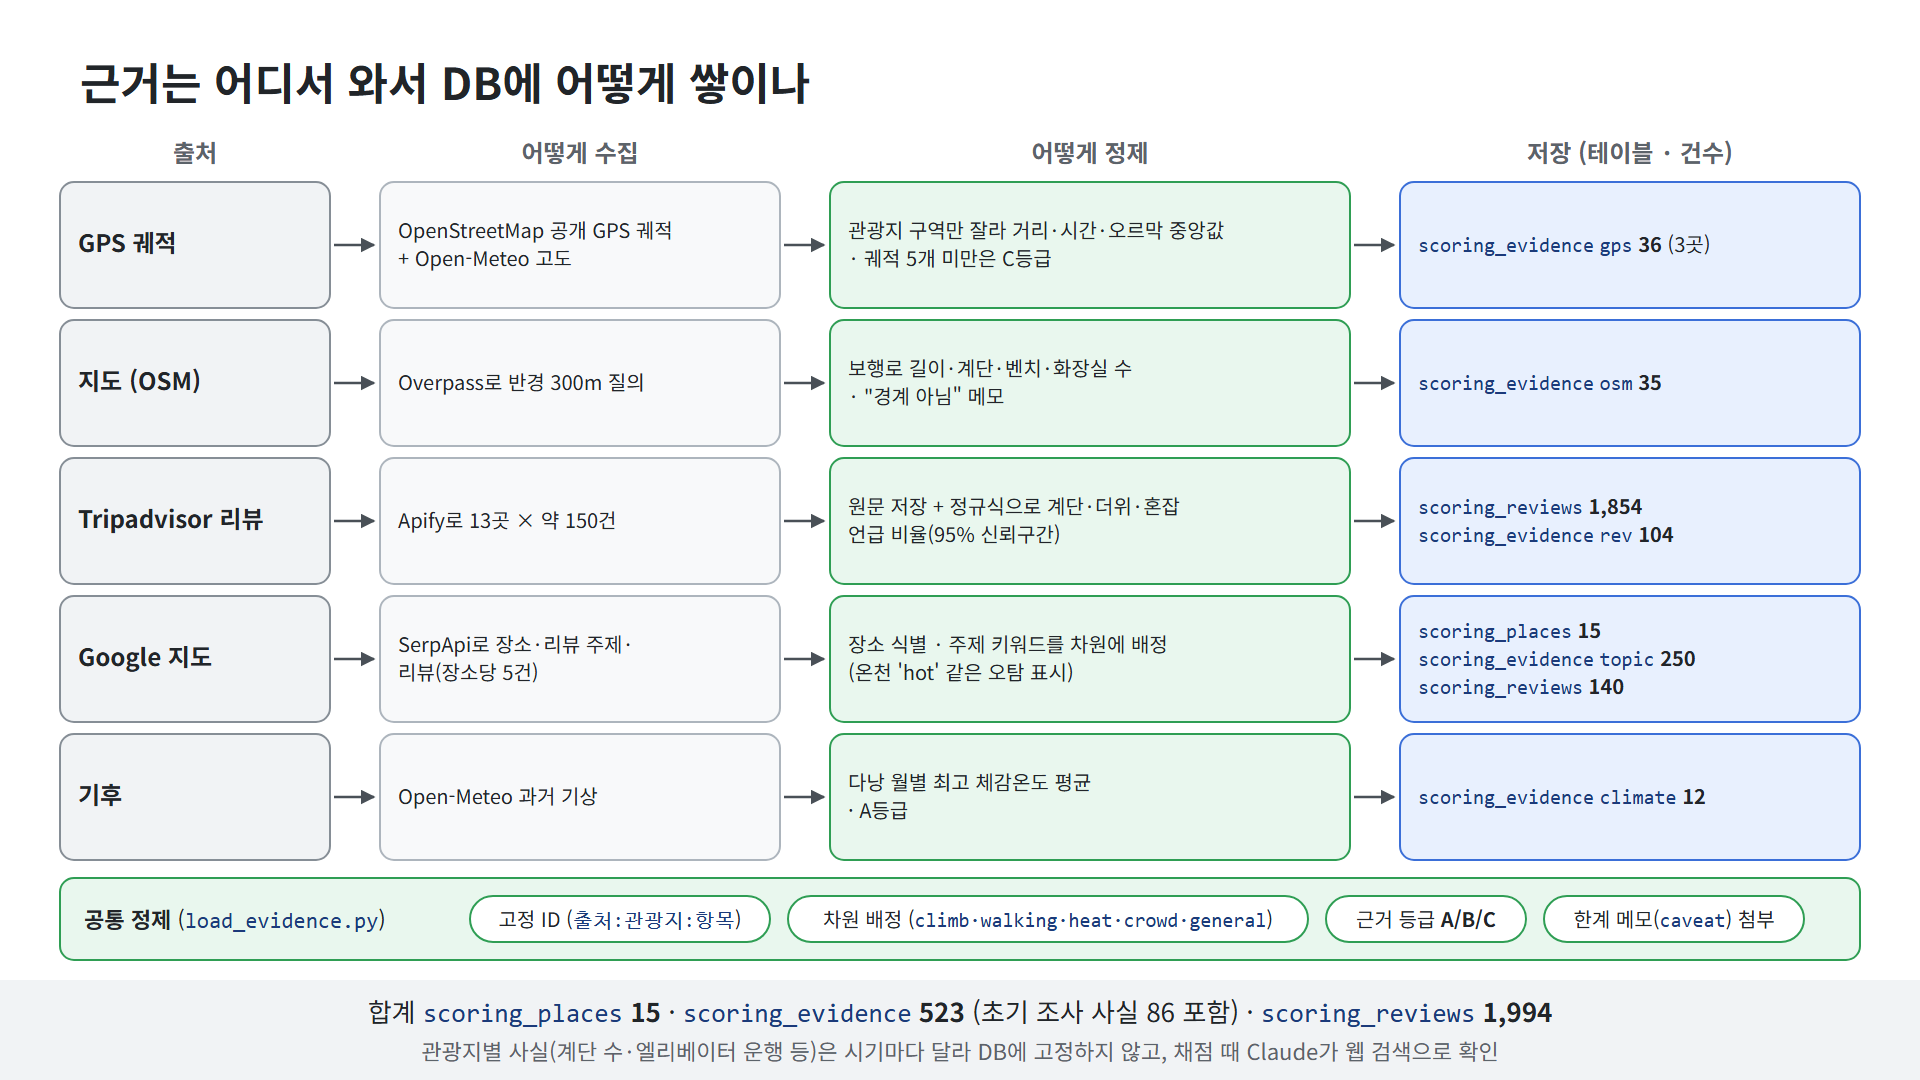 근거는 어디서 와서 DB에 어떻게 쌓이나
출처
어떻게 수집
어떻게 정제
저장 (테이블 · 건수)
GPS 궤적
OpenStreetMap 공개 GPS 궤적
+ Open-Meteo 고도
관광지 구역만 잘라 거리·시간·오르막 중앙값
· 궤적 5개 미만은 C등급
scoring_evidence gps 36 (3곳)
지도 (OSM)
Overpass로 반경 300m 질의
보행로 길이·계단·벤치·화장실 수
· "경계 아님" 메모
scoring_evidence osm 35
Tripadvisor 리뷰
Apify로 13곳 × 약 150건
원문 저장 + 정규식으로 계단·더위·혼잡
언급 비율(95% 신뢰구간)
scoring_reviews 1,854
scoring_evidence rev 104
Google 지도
SerpApi로 장소·리뷰 주제·
리뷰(장소당 5건)
장소 식별 · 주제 키워드를 차원에 배정
(온천 'hot' 같은 오탐 표시)
scoring_places 15
scoring_evidence topic 250
scoring_reviews 140
기후
Open-Meteo 과거 기상
다낭 월별 최고 체감온도 평균
· A등급
scoring_evidence climate 12
공통 정제 (load_evidence.py)
고정 ID (출처:관광지:항목)
차원 배정 (climb·walking·heat·crowd·general)
근거 등급 A/B/C
한계 메모(caveat) 첨부
합계 scoring_places 15 · scoring_evidence 523 (초기 조사 사실 86 포함) · scoring_reviews 1,994
관광지별 사실(계단 수·엘리베이터 운행 등)은 시기마다 달라 DB에 고정하지 않고, 채점 때 Claude가 웹 검색으로 확인